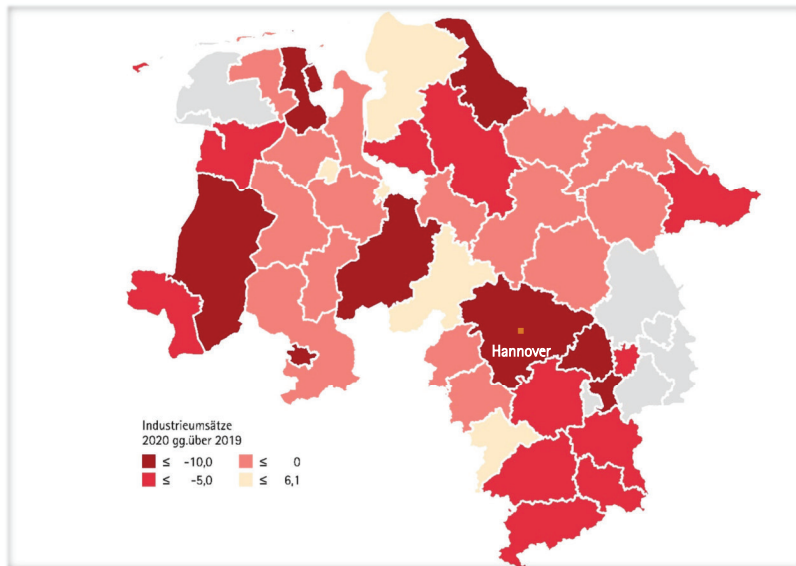 Hannover
Industrieumsätze
2020 gg.über 2019
≤ -10,0 ≤ 0
≤ -5,0 ≤ 6,1